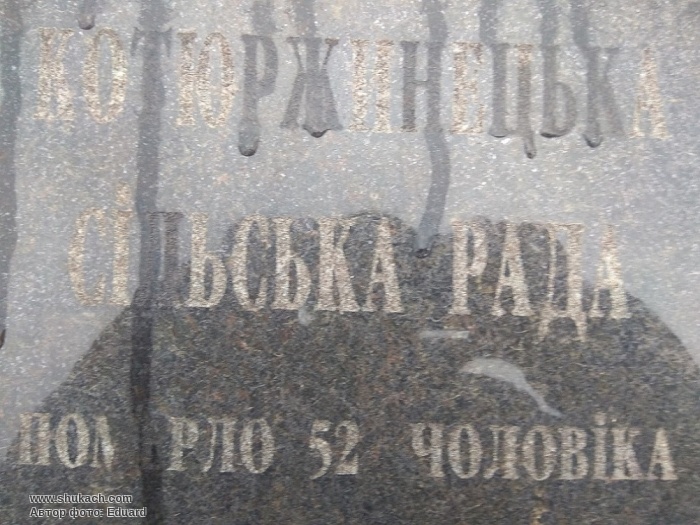 КОТЮРЖИНЕЦЬКА
СІЛЬСЬКА РАДА
ПОМЕРЛО 52 ЧОЛОВІКА
www.shukach.com
Автор фото: Eduard